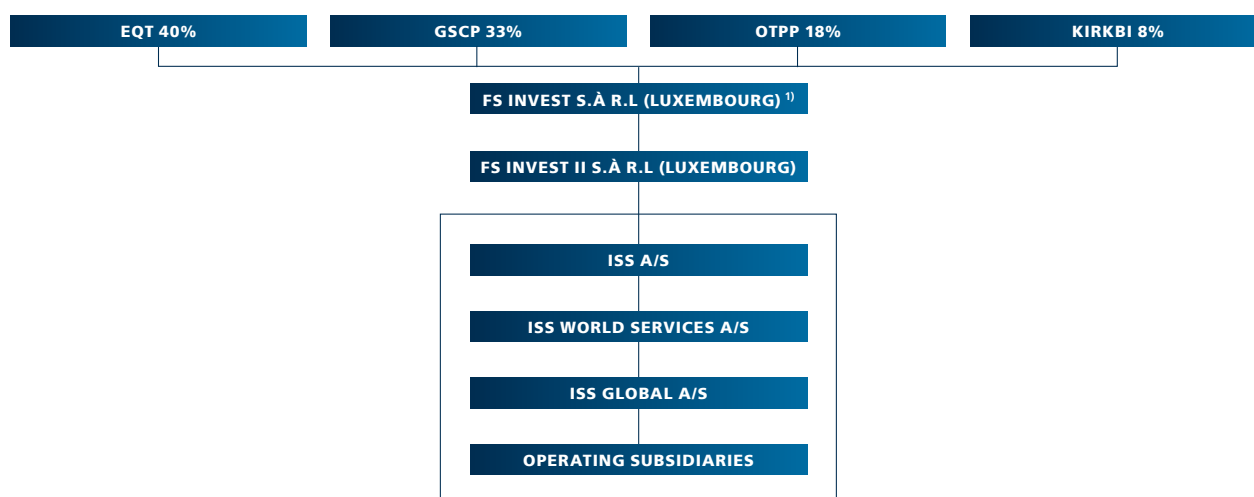 EQT 40%
GSCP 33%
OTPP 18%
KIRKBI 8%
FS INVEST S.À R.L (LUXEMBOURG) 1)
FS INVEST II S.À R.L (LUXEMBOURG)
ISS A/S
ISS WORLD SERVICES A/S
ISS GLOBAL A/S
OPERATING SUBSIDIARIES